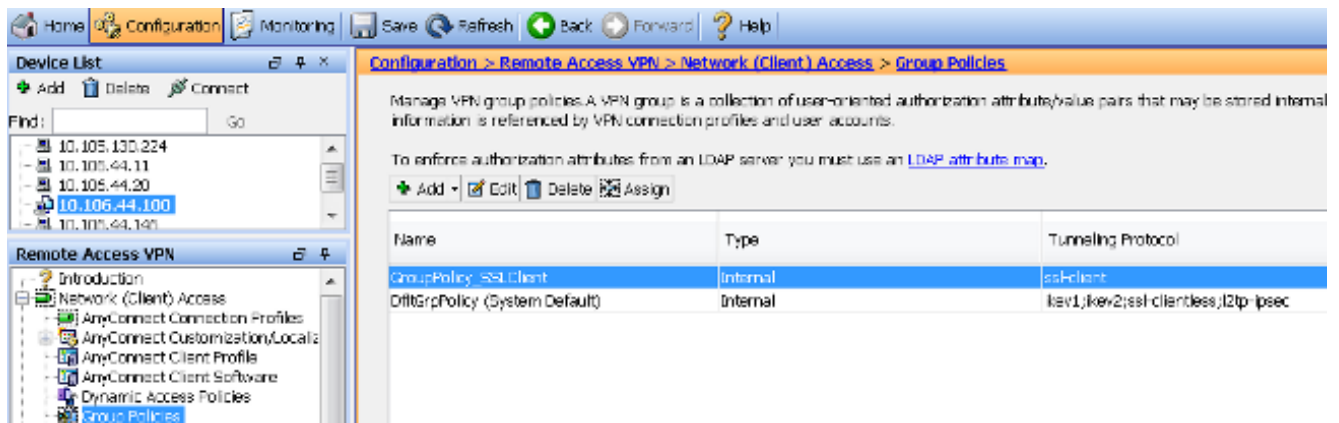 Home Configuration Monitoring Save Refresh Back Forward Help
Device List
Add Delete Connect
Find: Go
10.105.130.224
10.106.44.11
10.106.44.20
10.106.44.100
10.106.44.145
Remote Access VPN
Introduction
Network (Client) Access
AnyConnect Connection Profiles
AnyConnect Customization/Localiz
AnyConnect Client Profile
AnyConnect Client Software
Dynamic Access Policies
Group Policies
Configuration > Remote Access VPN > Network (Client) Access > Group Policies
Manage VPN group policies.A VPN group is a collection of user-oriented authorization attribute/value pairs that may be stored internal
information is referenced by VPN connection profiles and user accounts.
To enforce authorization attributes from an LDAP server you must use an LDAP attribute map.
Add Edit Delete Assign
Name Type Tunneling Protocol
GroupPolicy_SSLClient Internal ssl-client
DfltGrpPolicy (System Default) Internal ikev1;ikev2;ssl-clientless;l2tp-ipsec